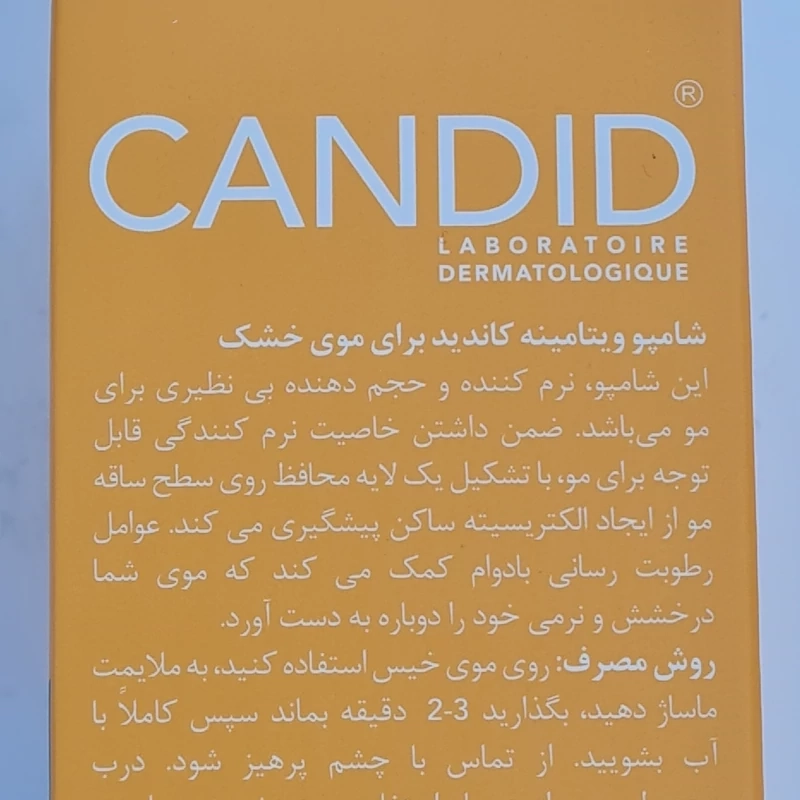 ®
CANDID
LABORATOIRE
DERMATOLOGIQUE
شامپو ویتامینه کاندید برای موی خشک
این شامپو، نرم کننده و حجم دهنده بی نظیری برای
مو می‌باشد. ضمن داشتن خاصیت نرم کنندگی قابل
توجه برای مو، با تشکیل یک لایه محافظ روی سطح ساقه
مو از ایجاد الکتریسیته ساکن پیشگیری می کند. عوامل
رطوبت رسانی بادوام کمک می کند که موی شما
درخشش و نرمی خود را دوباره به دست آورد.
روش مصرف: روی موی خیس استفاده کنید، به ملایمت
ماساژ دهید، بگذارید 3-2 دقیقه بماند سپس کاملاً با
آب بشویید. از تماس با چشم پرهیز شود. درب